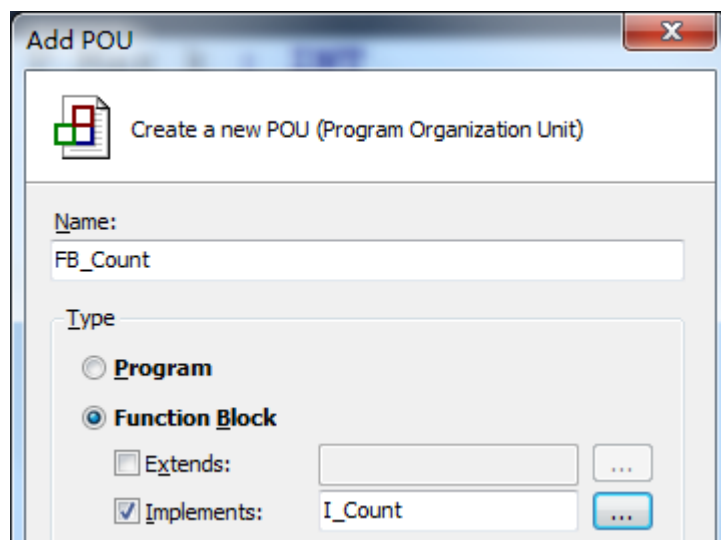 Add POU
Create a new POU (Program Organization Unit)
Name:
FB_Count
Type
Program
Function Block
Extends:
...
Implements:
I_Count
...